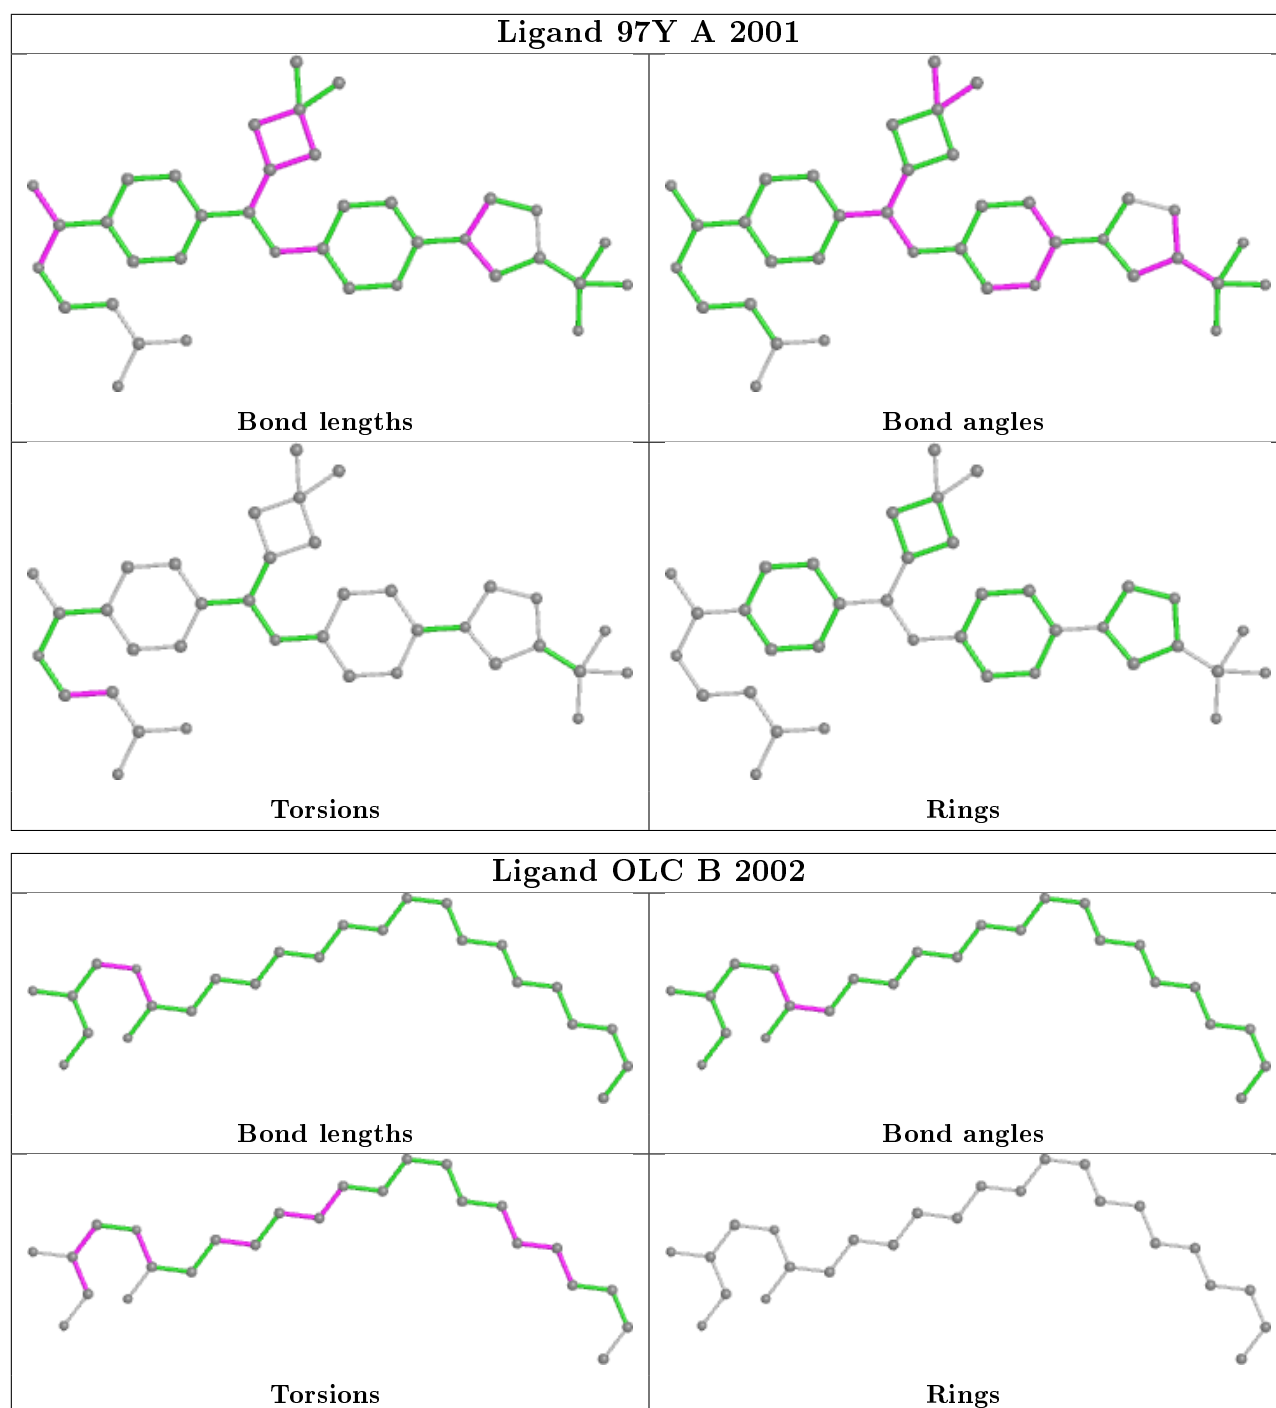 Ligand 97Y A 2001
Bond lengths
Bond angles
Torsions
Rings
Ligand OLC B 2002
Bond lengths
Bond angles
Torsions
Rings